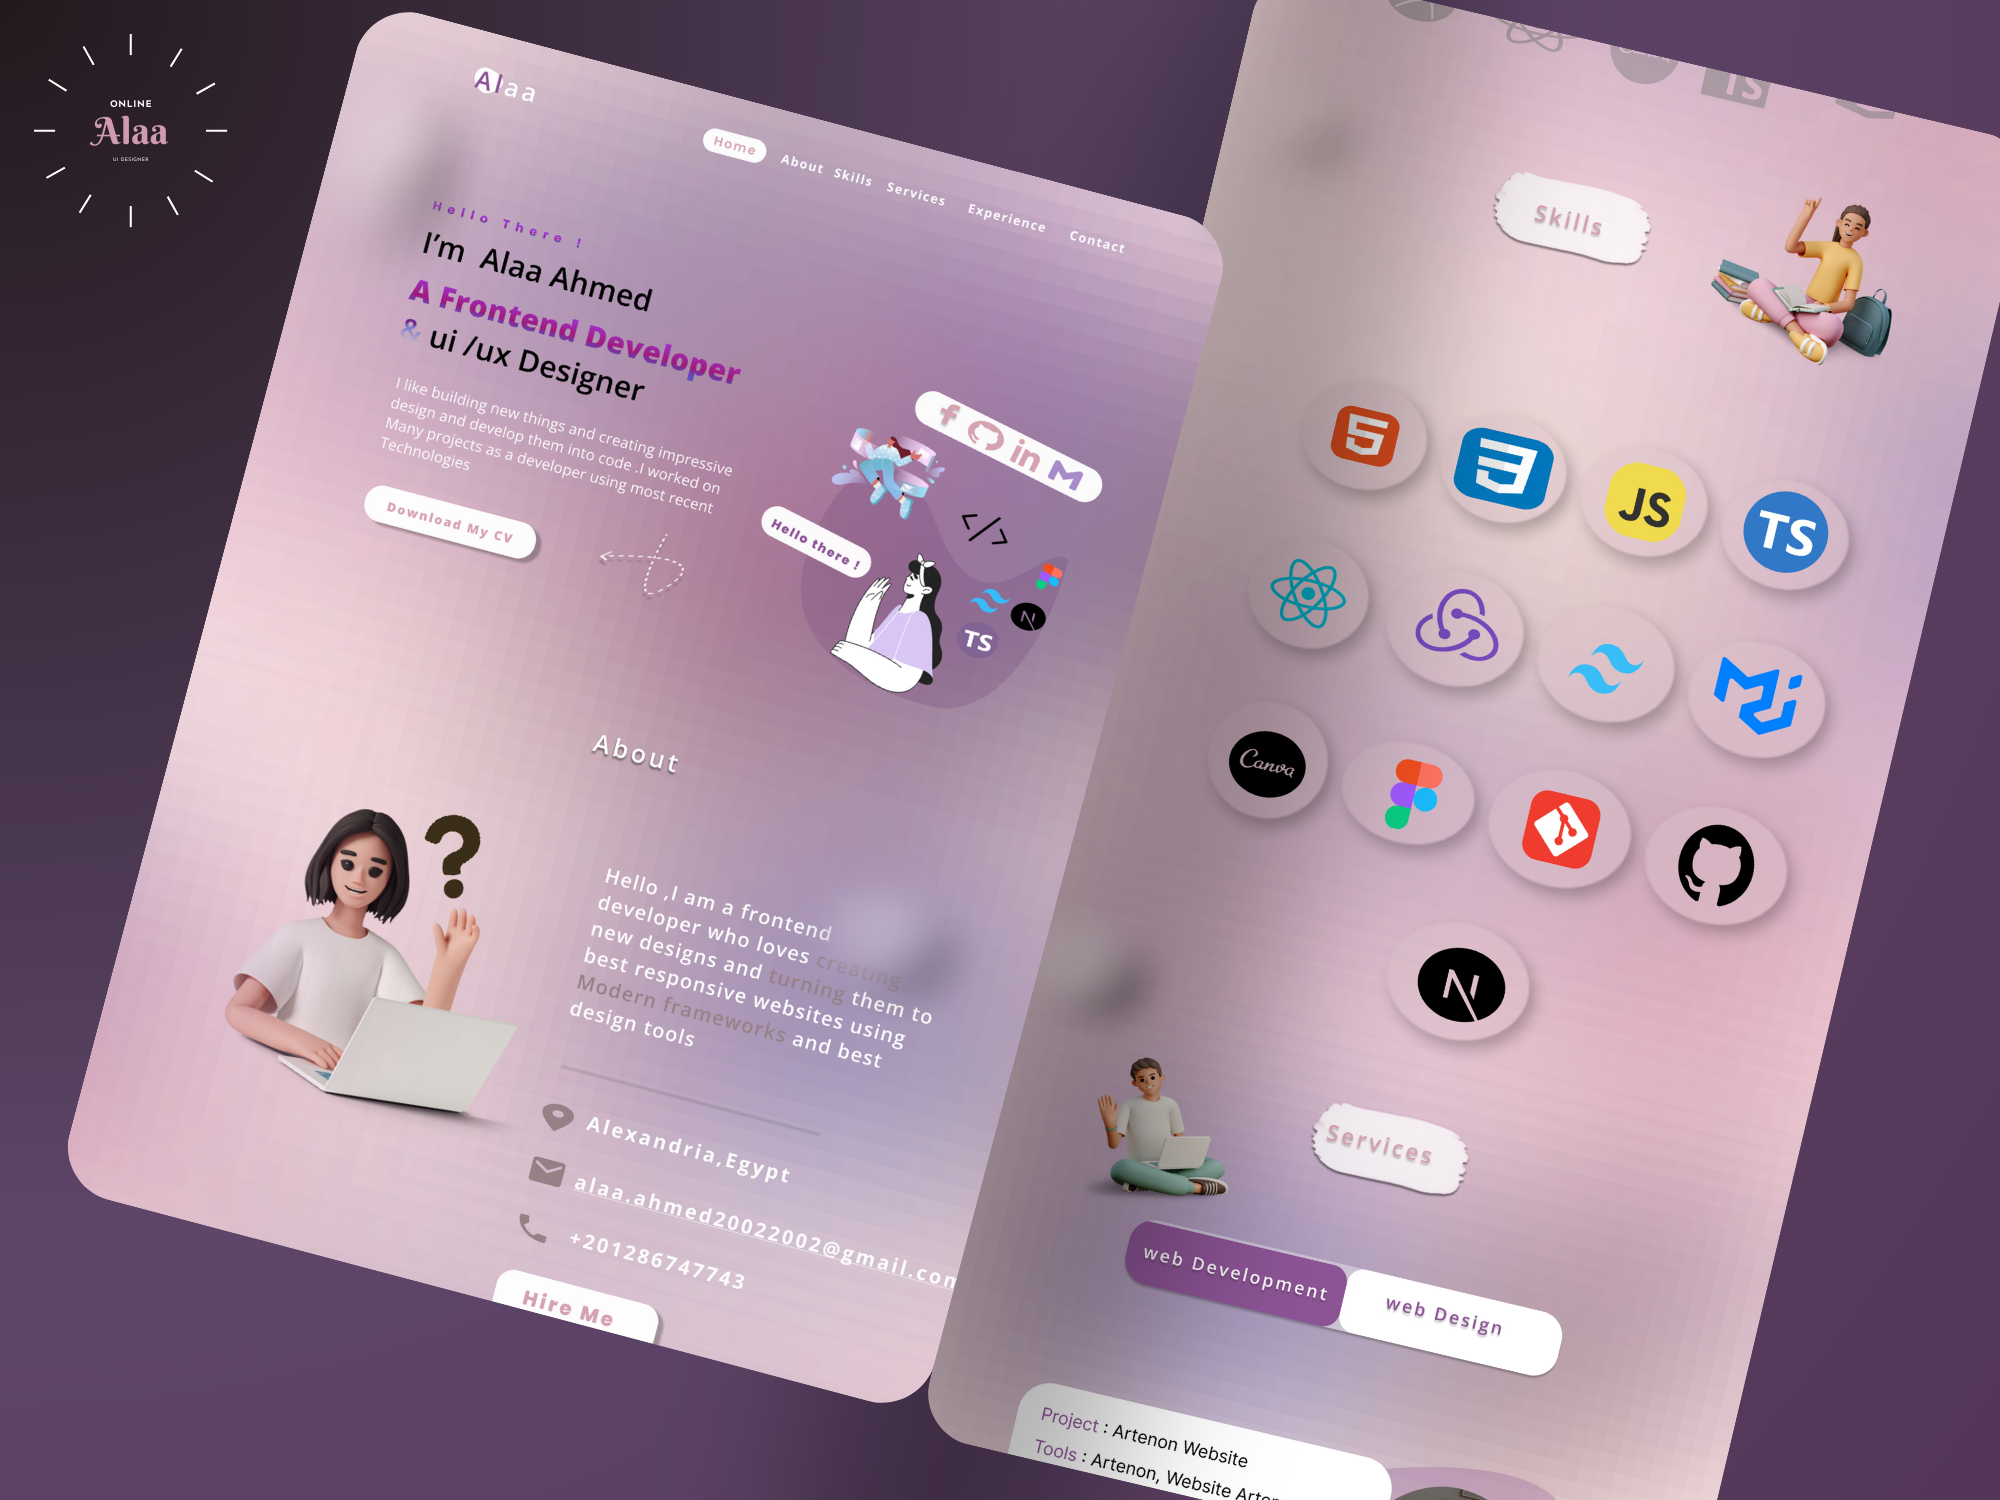 ONLINE
Alaa
UI DESIGNER
Alaa
Home
About
Skills
Services
Experience
Contact
Hello There !
I'm Alaa Ahmed
A Frontend Developer
& ui /ux Designer
I like building new things and creating impressive
design and develop them into code .I worked on
Many projects as a developer using most recent
Technologies
Download My CV
f
in
Hello there !
</>
N
TS
About
?
Hello ,I am a frontend
developer who loves creating
new designs and turning them to
best responsive websites using
Modern frameworks and best
design tools
Alexandria,Egypt
alaa.ahmed20022002@gmail.com
+201286747743
Hire Me
TS
Skills
5
3
JS
TS
Canva
N
Services
web Development
web Design
Project : Artenon Website
Tools : Artenon, Website